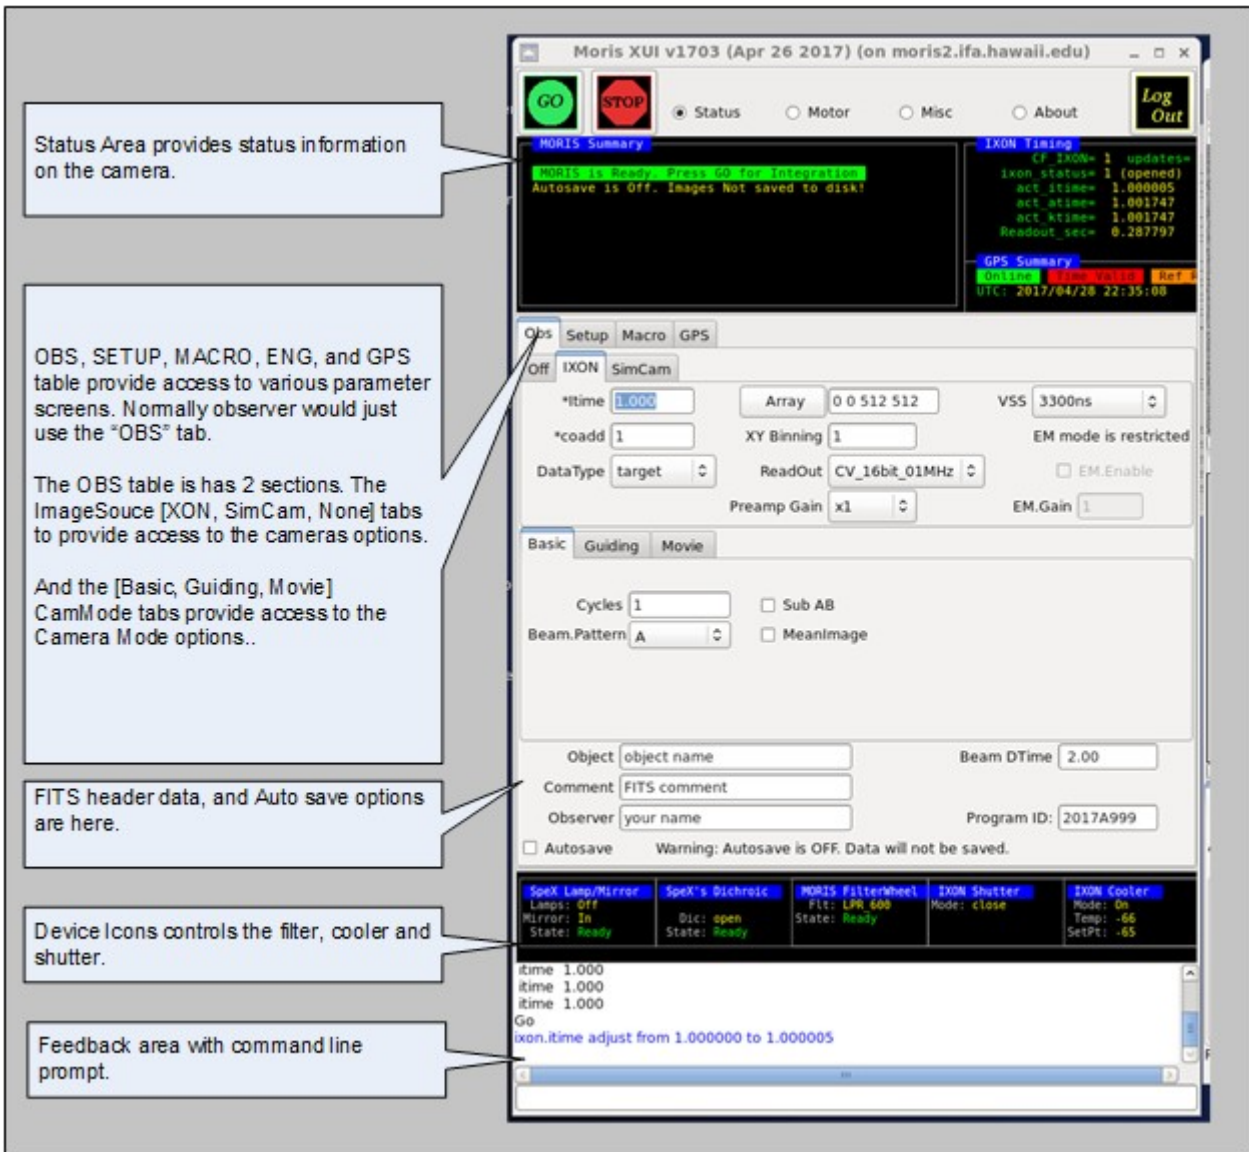 Moris XUI v1703 (Apr 26 2017) (on moris2.ifa.hawaii.edu)
GO STOP Status Motor Misc About Log Out
Status Area provides status information
on the camera.
MORIS Summary
MORIS is Ready. Press GO for Integration
Autosave is Off. Images Not saved to disk!
IXON Timing
CF_IXON= 1 updates=
ixon_status= 1 (opened)
act_itime= 1.000005
act_atime= 1.001747
act_ktime= 1.001747
Readout_sec= 0.287797
GPS Summary
Online Time Valid Ref
UTC: 2017/04/28 22:35:08
OBS, SETUP, MACRO, ENG, and GPS
table provide access to various parameter
screens. Normally observer would just
use the “OBS” tab.
The OBS table is has 2 sections. The
ImageSouce [XON, SimCam, None] tabs
to provide access to the cameras options.
And the [Basic, Guiding, Movie]
CamMode tabs provide access to the
Camera Mode options..
Obs Setup Macro GPS
Off IXON SimCam
*Itime 1.000 Array 0 0 512 512 VSS 3300ns
*coadd 1 XY Binning 1 EM mode is restricted
DataType target ReadOut CV_16bit_01MHz EM.Enable
Preamp Gain x1 EM.Gain 1
Basic Guiding Movie
Cycles 1 Sub AB
Beam.Pattern A MeanImage
Object object name Beam DTime 2.00
Comment FITS comment
Observer your name Program ID: 2017A999
Autosave Warning: Autosave is OFF. Data will not be saved.
FITS header data, and Auto save options
are here.
SpeX Lamp/Mirror
Lamps: Off
Mirror: In
State: Ready
SpeX's Dichroic
Dic: open
State: Ready
MORIS FilterWheel
Flt: LPR_600
State: Ready
IXON Shutter
Mode: close
IXON Cooler
Mode: On
Temp: -66
SetPt: -65
Device Icons controls the filter, cooler and
shutter.
itime 1.000
itime 1.000
itime 1.000
Go
ixon.itime adjust from 1.000000 to 1.000005
Feedback area with command line
prompt.